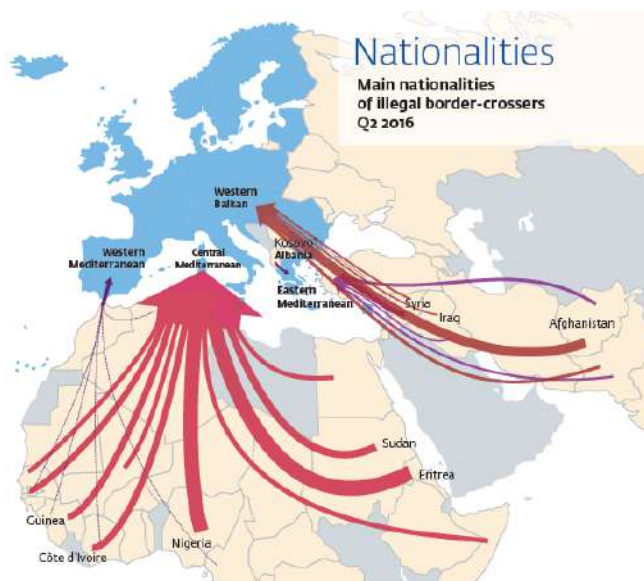 Nationalities
Main nationalities
of illegal border-crossers
Q2 2016
Western
Balkan
Kosovo*
Albania
Western
Mediterranean
Central
Mediterranean
Eastern
Mediterranean
Syria
Iraq
Afghanistan
Sudan
Eritrea
Guinea
Côte d'Ivoire
Nigeria